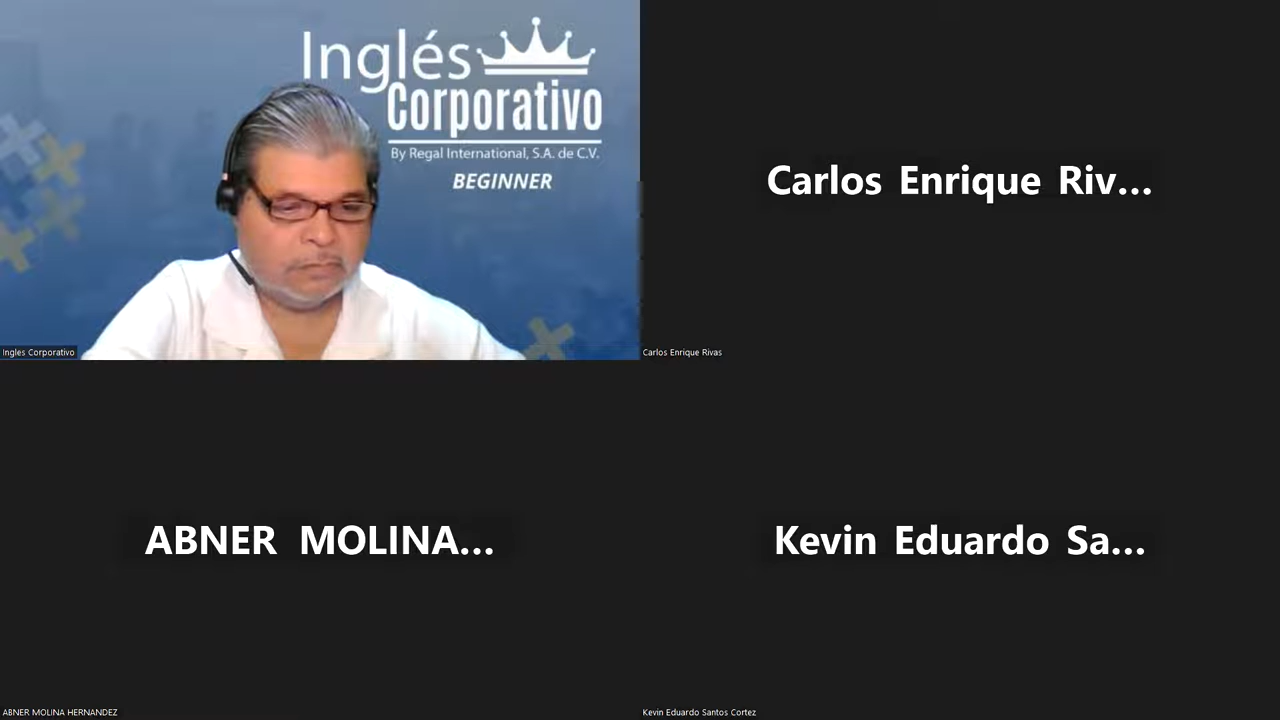 Inglés
Corporativo
By Regal International, S.A. de C.V.
BEGINNER
Ingles Corporativo
Carlos Enrique Riv...
Carlos Enrique Rivas
ABNER MOLINA...
ABNER MOLINA HERNANDEZ
Kevin Eduardo Sa...
Kevin Eduardo Santos Cortez